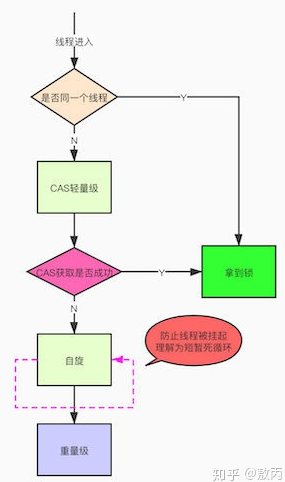 线程进入
是否同一个线程
Y
N
CAS轻量级
CAS获取是否成功
Y
拿到锁
N
防止线程被挂起
理解为短暂死循环
自旋
重量级
知乎 @敖丙